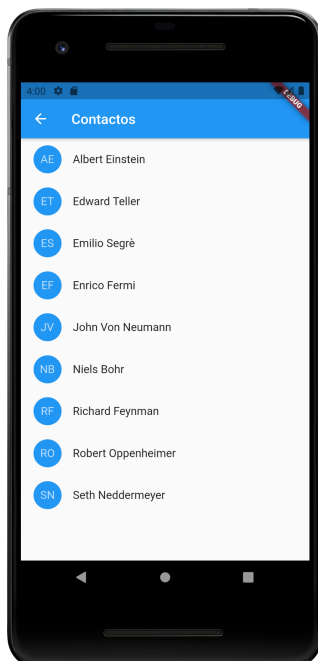 4:00
DEBUG
Contactos
AE Albert Einstein
ET Edward Teller
ES Emilio Segrè
EF Enrico Fermi
JV John Von Neumann
NB Niels Bohr
RF Richard Feynman
RO Robert Oppenheimer
SN Seth Neddermeyer